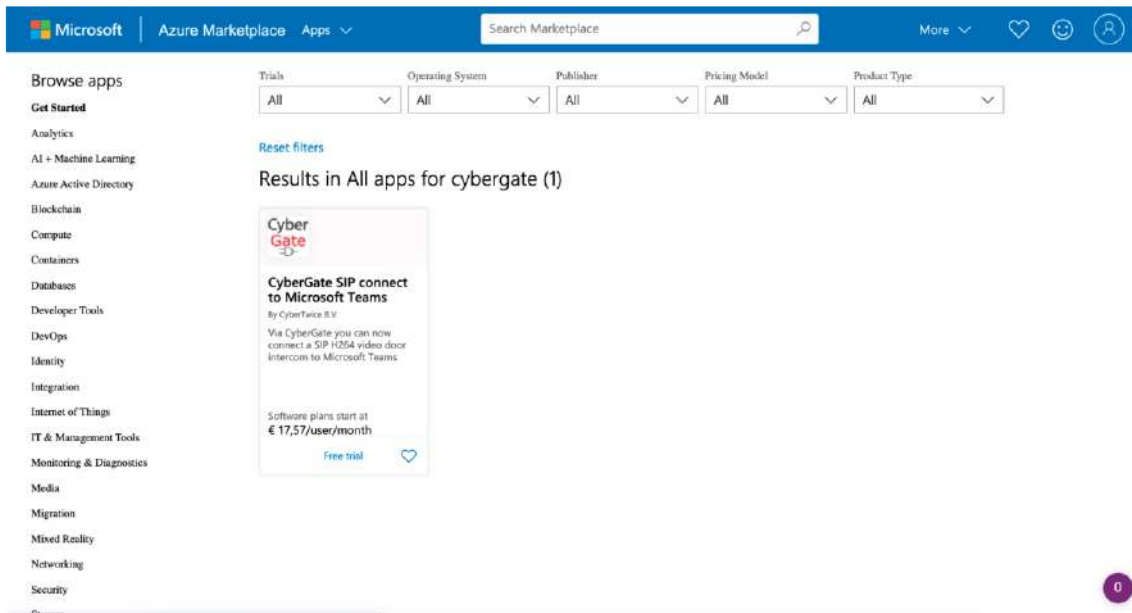 Microsoft
Azure Marketplace Apps
Search Marketplace
More
Browse apps
Get Started
Analytics
AI + Machine Learning
Azure Active Directory
Blockchain
Compute
Containers
Databases
Developer Tools
DevOps
Identity
Integration
Internet of Things
IT & Management Tools
Monitoring & Diagnostics
Media
Migration
Mixed Reality
Networking
Security
Trials Operating System Publisher Pricing Model Product Type
All All All All All
Reset filters
Results in All apps for cybergate (1)
Cyber
Gate
CyberGate SIP connect
to Microsoft Teams
By CyberTwice B.V
Via CyberGate you can now
connect a SIP H264 video door
intercom to Microsoft Teams
Software plans start at
€ 17,57/user/month
Free trial
0